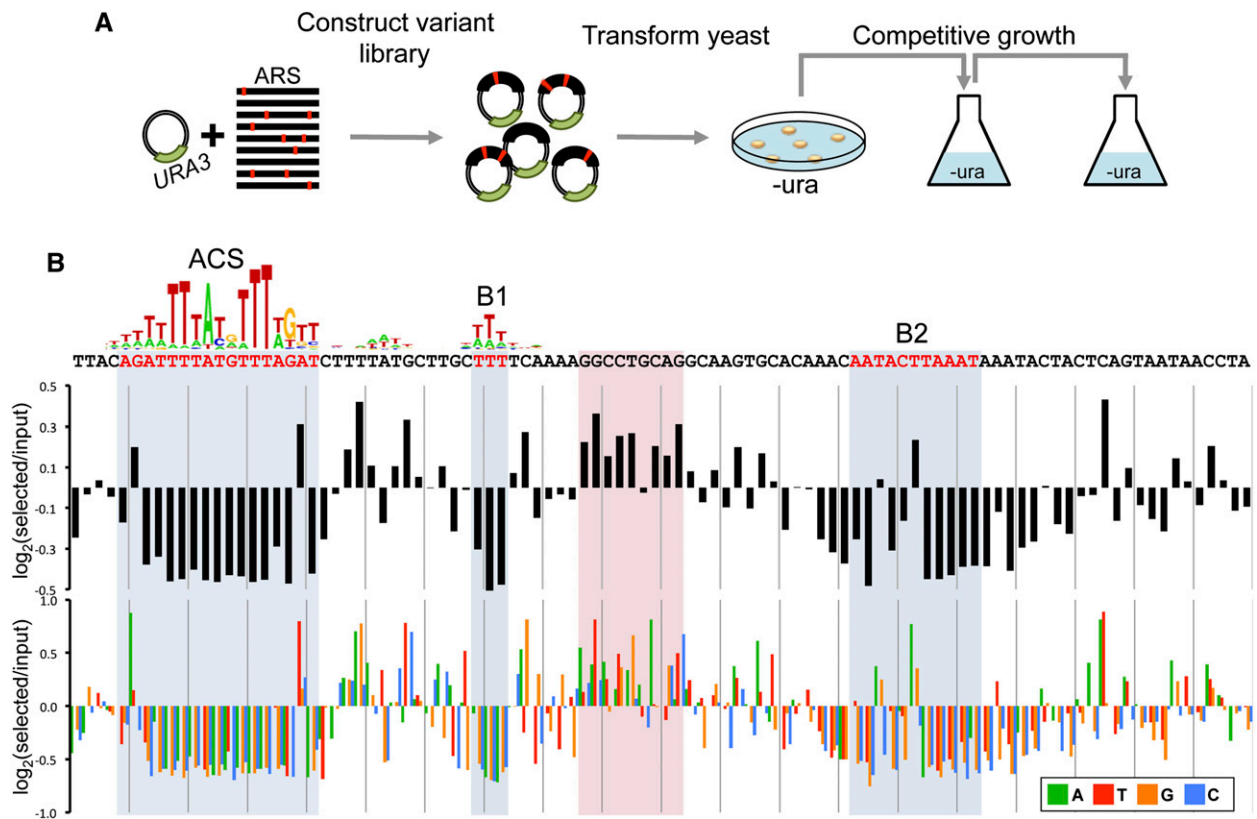 A
Construct variant
library
Transform yeast
Competitive growth
ARS
URA3
-ura
-ura
-ura
B
ACS
B1
B2
TTACAGATTTTATGTTTAGATCTTTTATGCTTGCTTTTCAAAAGGCCTGCAGGCAAGTGCACAAACAATACTTAAATAAATACTACTCAGTAATAACCTA
log2(selected/input)
0.5
0.3
0.1
-0.1
-0.3
-0.5
log2(selected/input)
1.0
0.5
0.0
-0.5
-1.0
A T G C